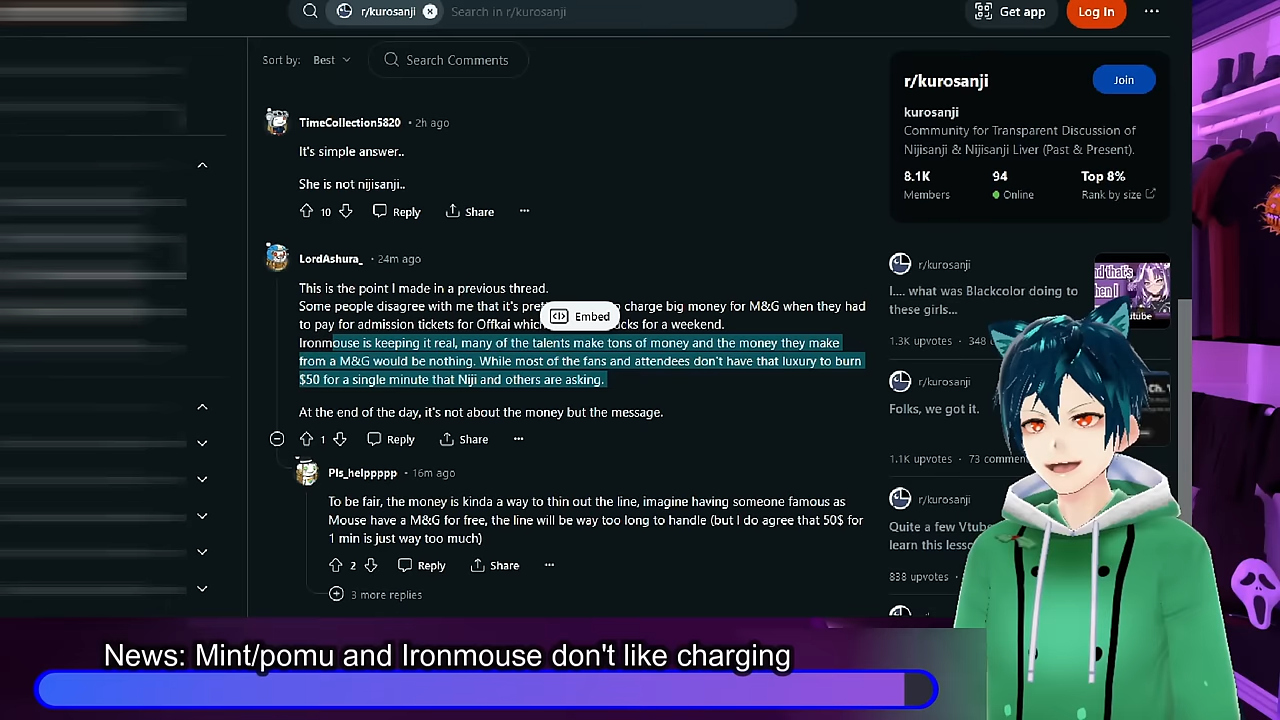 r/kurosanji
Search in r/kurosanji
Get app
Log In
Sort by: Best
Search Comments
TimeCollection5820 • 2h ago
It's simple answer..
She is not nijisanji..
10 Reply Share
LordAshura_ • 24m ago
This is the point I made in a previous thread.
Some people disagree with me that it's charge big money for M&G when they had
to pay for admission tickets for Offkai for a weekend.
Embed
Ironmouse is keeping it real, many of the talents make tons of money and the money they make
from a M&G would be nothing. While most of the fans and attendees don't have that luxury to burn
$50 for a single minute that Niji and others are asking.
At the end of the day, it's not about the money but the message.
1 Reply Share
Pls_helppppp • 16m ago
To be fair, the money is kinda a way to thin out the line, imagine having someone famous as
Mouse have a M&G for free, the line will be way too long to handle (but I do agree that 50$ for
1 min is just way too much)
2 Reply Share
3 more replies
r/kurosanji
Join
kurosanji
Community for Transparent Discussion of
Nijisanji & Nijisanji Liver (Past & Present).
8.1K 94 Top 8%
Members Online Rank by size
r/kurosanji
I.... what was Blackcolor doing to
these girls...
1.3K upvotes • 348
r/kurosanji
Folks, we got it.
1.1K upvotes • 73
r/kurosanji
Quite a few
learn this
838 upvotes •
News: Mint/pomu and Ironmouse don't like charging